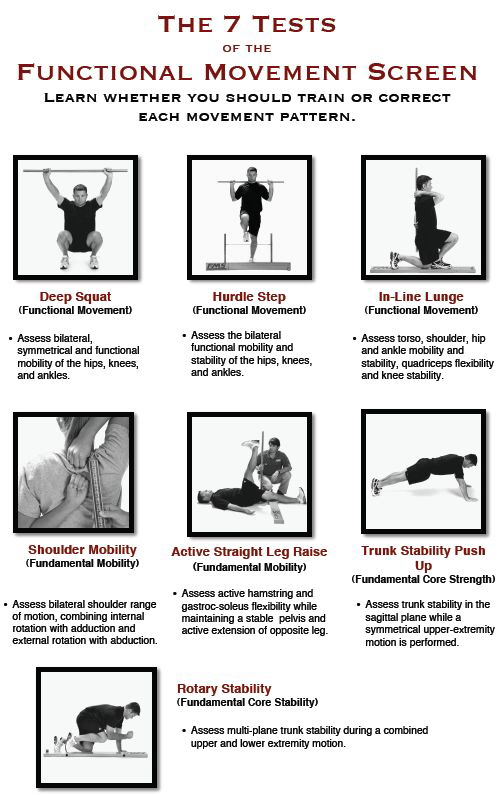 The 7 Tests
of the
Functional Movement Screen
Learn whether you should train or correct
each movement pattern.
FMS
Deep Squat
(Functional Movement)
• Assess bilateral,
symmetrical and functional
mobility of the hips, knees,
and ankles.
Hurdle Step
(Functional Movement)
• Assess the bilateral
functional mobility and
stability of the hips, knees,
and ankles.
In-Line Lunge
(Functional Movement)
• Assess torso, shoulder, hip
and ankle mobility and
stability, quadriceps flexibility
and knee stability.
Shoulder Mobility
(Fundamental Mobility)
• Assess bilateral shoulder range
of motion, combining internal
rotation with adduction and
external rotation with abduction.
Active Straight Leg Raise
(Fundamental Mobility)
• Assess active hamstring and
gastroc-soleus flexibility while
maintaining a stable pelvis and
active extension of opposite leg.
Trunk Stability Push
Up
(Fundamental Core Strength)
• Assess trunk stability in the
sagittal plane while a
symmetrical upper-extremity
motion is performed.
Rotary Stability
(Fundamental Core Stability)
• Assess multi-plane trunk stability during a combined
upper and lower extremity motion.